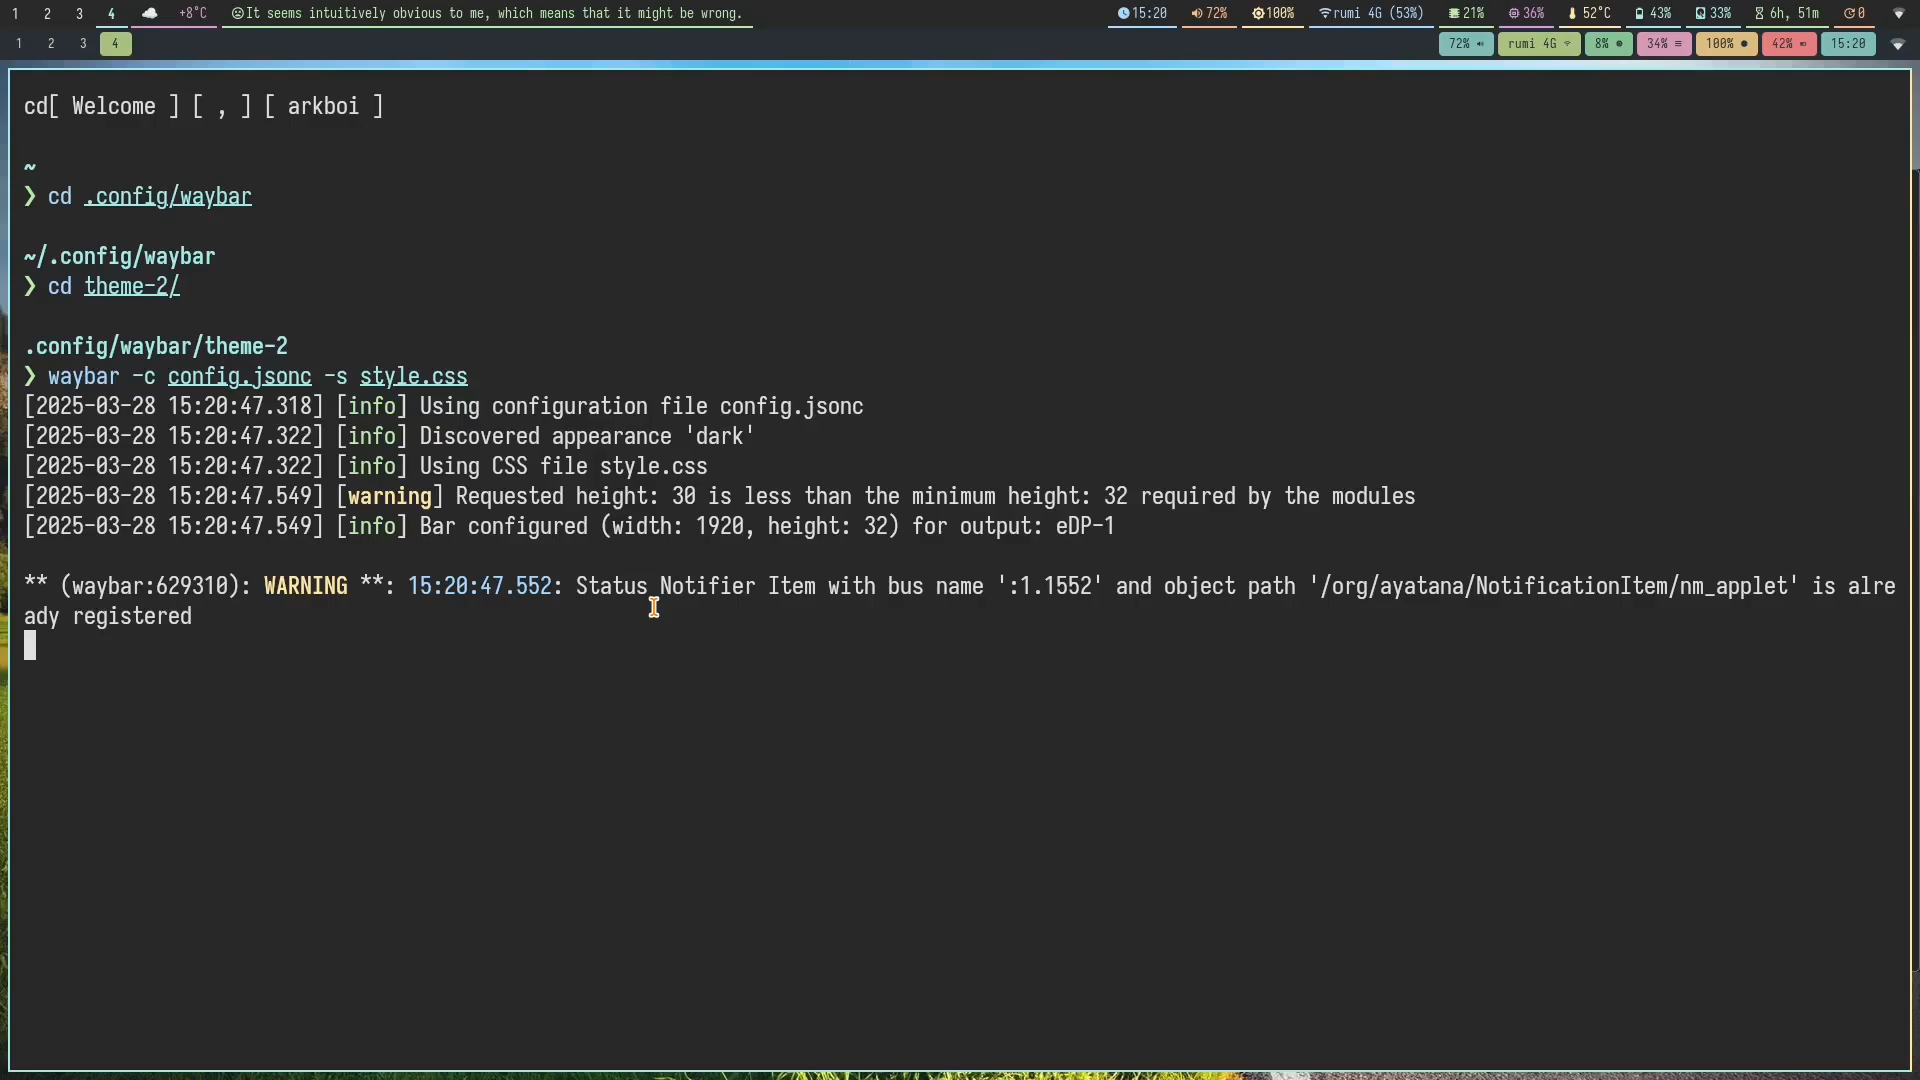 1 2 3 4 +8°C It seems intuitively obvious to me, which means that it might be wrong. 15:20 72% 100% rumi 4G (53%) 21% 36% 52°C 43% 33% 6h, 51m 0
1 2 3 4 72% rumi 4G 8% 34% 100% 42% 15:20
cd[ Welcome ] [ , ] [ arkboi ]
~
❯ cd .config/waybar
~/.config/waybar
❯ cd theme-2/
.config/waybar/theme-2
❯ waybar -c config.jsonc -s style.css
[2025-03-28 15:20:47.318] [info] Using configuration file config.jsonc
[2025-03-28 15:20:47.322] [info] Discovered appearance 'dark'
[2025-03-28 15:20:47.322] [info] Using CSS file style.css
[2025-03-28 15:20:47.549] [warning] Requested height: 30 is less than the minimum height: 32 required by the modules
[2025-03-28 15:20:47.549] [info] Bar configured (width: 1920, height: 32) for output: eDP-1
** (waybar:629310): WARNING **: 15:20:47.552: Status Notifier Item with bus name ':1.1552' and object path '/org/ayatana/NotificationItem/nm_applet' is alre
ady registered